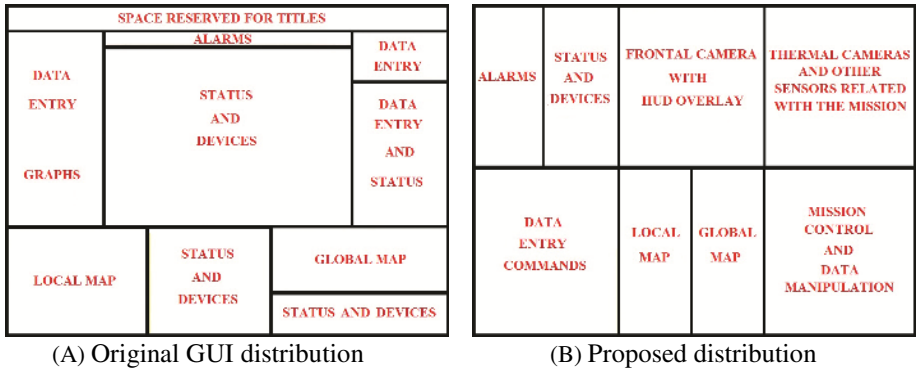 SPACE RESERVED FOR TITLES
DATA
ENTRY
GRAPHS
ALARMS
STATUS
AND
DEVICES
DATA
ENTRY
DATA
ENTRY
AND
STATUS
LOCAL MAP
STATUS
AND
DEVICES
GLOBAL MAP
STATUS AND DEVICES
(A) Original GUI distribution
ALARMS
STATUS
AND
DEVICES
FRONTAL CAMERA
WITH
HUD OVERLAY
THERMAL CAMERAS
AND OTHER
SENSORS RELATED
WITH THE MISSION
DATA
ENTRY
COMMANDS
LOCAL
MAP
GLOBAL
MAP
MISSION
CONTROL
AND
DATA
MANIPULATION
(B) Proposed distribution